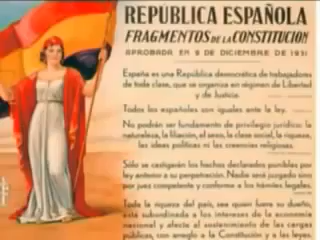 REPÚBLICA ESPAÑOLA
FRAGMENTOS DE LA CONSTITUCIÓN
APROBADA EN 9 DE DICIEMBRE DE 1931
España es una República democrática de trabajadores
de toda clase, que se organiza en régimen de Libertad
y de Justicia.
Todos los españoles son iguales ante la ley.
No podrán ser fundamento de privilegio jurídico: la
naturaleza, la filiación, el sexo, la clase social, la riqueza,
las ideas políticas ni las creencias religiosas.
Sólo se castigarán los hechos declarados punibles por
ley anterior a su perpetración. Nadie será juzgado sino
por juez competente y conforme a los trámites legales.
Toda la riqueza del país, sea quien fuere su dueño,
está subordinada a los intereses de la economía
nacional y afecta al sostenimiento de las cargas
públicas, con arreglo a la Constitución y a las leyes.